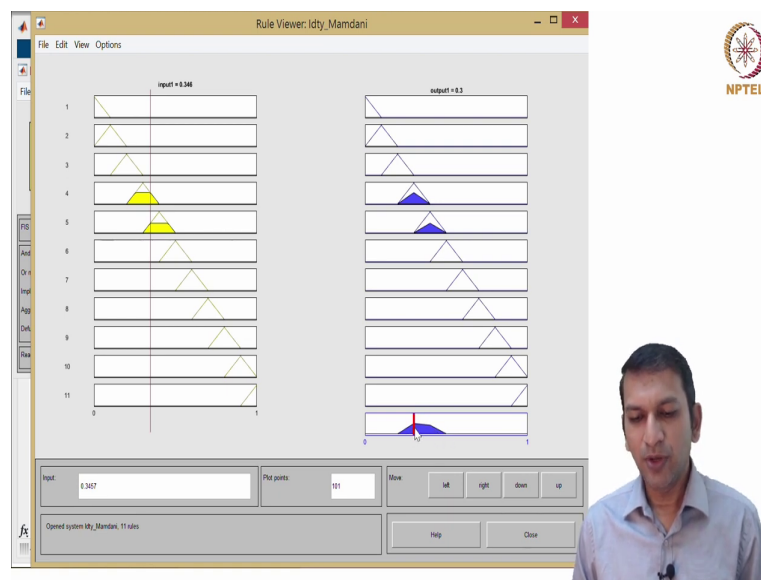 Rule Viewer: Idty_Mamdani
File Edit View Options
File
input1 = 0.346
output1 = 0.3
1
2
3
4
5
6
7
8
9
10
11
0 1
0 1
FIS
And
Or
Impl
Agg
Defu
Rea
Input:
0.3457
Plot points:
101
Move:
left
right
down
up
Opened system Idty_Mamdani, 11 rules
Help
Close
fx
NPTEL